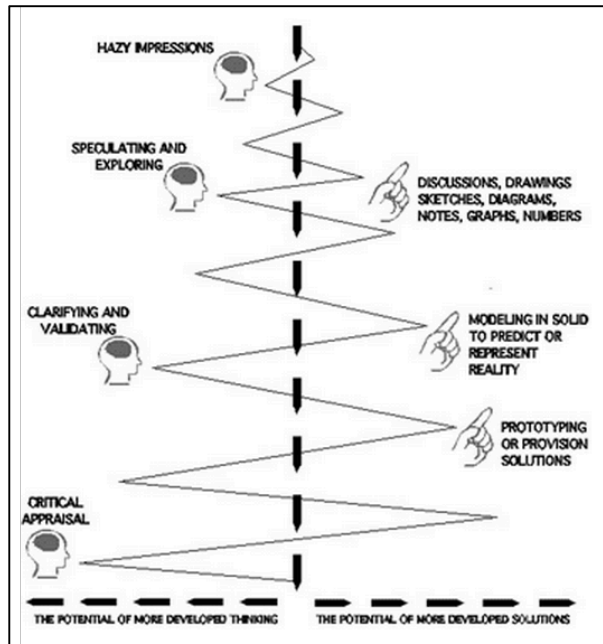 HAZY IMPRESSIONS
SPECULATING AND
EXPLORING
DISCUSSIONS, DRAWINGS
SKETCHES, DIAGRAMS,
NOTES, GRAPHS, NUMBERS
CLARIFYING AND
VALIDATING
MODELING IN SOLID
TO PREDICT OR
REPRESENT
REALITY
PROTOTYPING
OR PROVISION
SOLUTIONS
CRITICAL
APPRAISAL
THE POTENTIAL OF MORE DEVELOPED THINKING
THE POTENTIAL OF MORE DEVELOPED SOLUTIONS